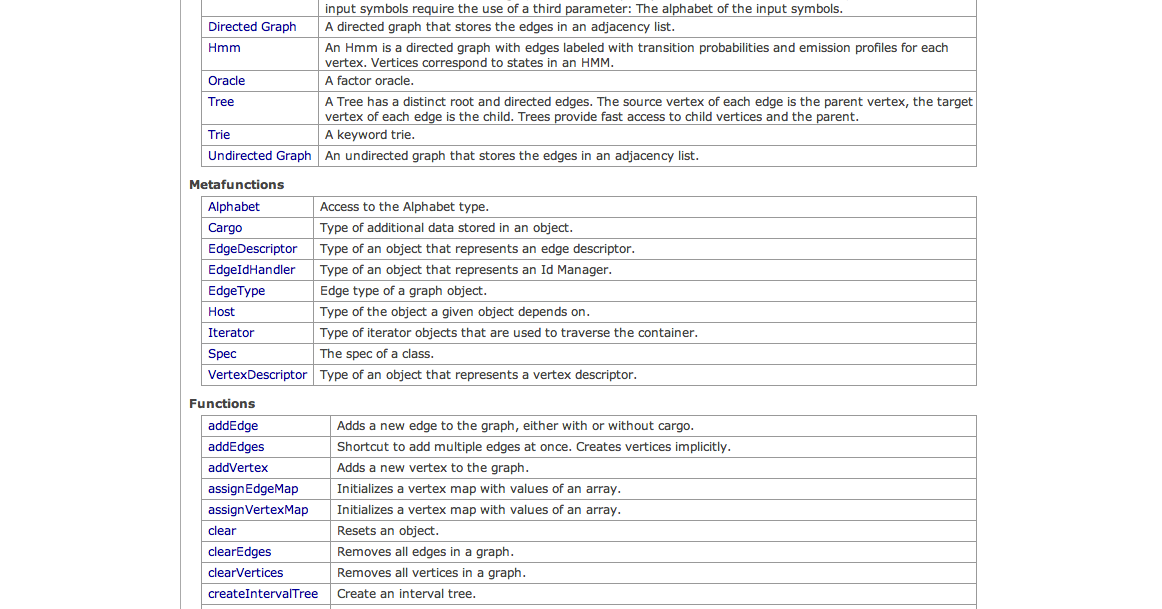 input symbols require the use of a third parameter: The alphabet of the input symbols.
Directed Graph A directed graph that stores the edges in an adjacency list.
Hmm An Hmm is a directed graph with edges labeled with transition probabilities and emission profiles for each
vertex. Vertices correspond to states in an HMM.
Oracle A factor oracle.
Tree A Tree has a distinct root and directed edges. The source vertex of each edge is the parent vertex, the target
vertex of each edge is the child. Trees provide fast access to child vertices and the parent.
Trie A keyword trie.
Undirected Graph An undirected graph that stores the edges in an adjacency list.
Metafunctions
Alphabet Access to the Alphabet type.
Cargo Type of additional data stored in an object.
EdgeDescriptor Type of an object that represents an edge descriptor.
EdgeIdHandler Type of an object that represents an Id Manager.
EdgeType Edge type of a graph object.
Host Type of the object a given object depends on.
Iterator Type of iterator objects that are used to traverse the container.
Spec The spec of a class.
VertexDescriptor Type of an object that represents a vertex descriptor.
Functions
addEdge Adds a new edge to the graph, either with or without cargo.
addEdges Shortcut to add multiple edges at once. Creates vertices implicitly.
addVertex Adds a new vertex to the graph.
assignEdgeMap Initializes a vertex map with values of an array.
assignVertexMap Initializes a vertex map with values of an array.
clear Resets an object.
clearEdges Removes all edges in a graph.
clearVertices Removes all vertices in a graph.
createIntervalTree Create an interval tree.